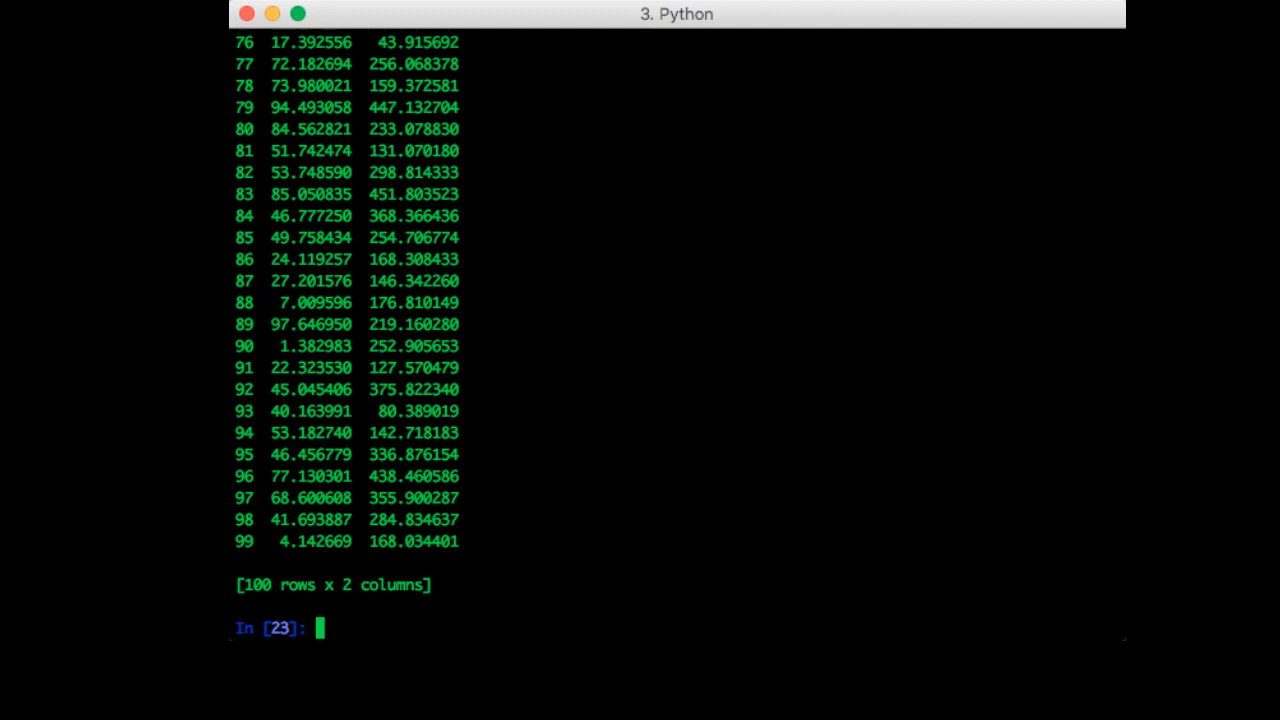 3. Python
76 17.392556 43.915692
77 72.182694 256.068378
78 73.980021 159.372581
79 94.493058 447.132704
80 84.562821 233.078830
81 51.742474 131.070180
82 53.748590 298.814333
83 85.050835 451.803523
84 46.777250 368.366436
85 49.758434 254.706774
86 24.119257 168.308433
87 27.201576 146.342260
88 7.009596 176.810149
89 97.646950 219.160280
90 1.382983 252.905653
91 22.323530 127.570479
92 45.045406 375.822340
93 40.163991 80.389019
94 53.182740 142.718183
95 46.456779 336.876154
96 77.130301 438.460586
97 68.600608 355.900287
98 41.693887 284.834637
99 4.142669 168.034401
[100 rows x 2 columns]
In [23]: